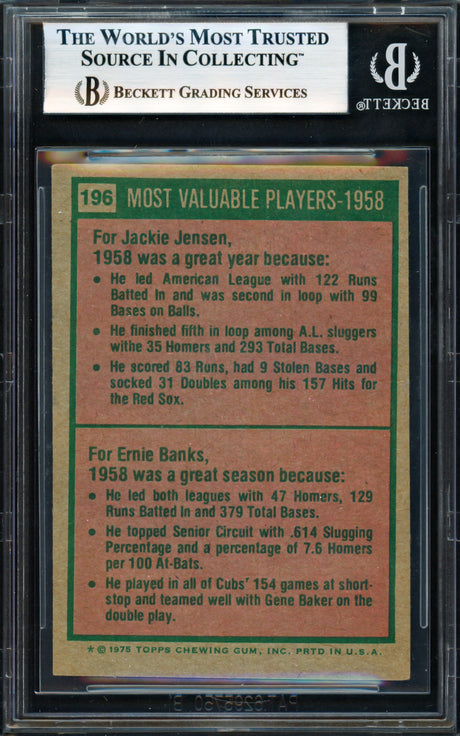 THE WORLD'S MOST TRUSTED
SOURCE IN COLLECTING™
B BECKETT GRADING SERVICES
B
BECKETT®
196 MOST VALUABLE PLAYERS-1958
For Jackie Jensen,
1958 was a great year because:
• He led American League with 122 Runs
Batted In and was second in loop with 99
Bases on Balls.
• He finished fifth in loop among A.L. sluggers
withe 35 Homers and 293 Total Bases.
• He scored 83 Runs, had 9 Stolen Bases and
socked 31 Doubles among his 157 Hits for
the Red Sox.
For Ernie Banks,
1958 was a great season because:
• He led both leagues with 47 Homers, 129
Runs Batted In and 379 Total Bases.
• He topped Senior Circuit with .614 Slugging
Percentage and a percentage of 7.6 Homers
per 100 At-Bats.
• He played in all of Cubs' 154 games at short-
stop and teamed well with Gene Baker on the
double play.
* © 1975 TOPPS CHEWING GUM, INC. PRTD IN U.S.A.